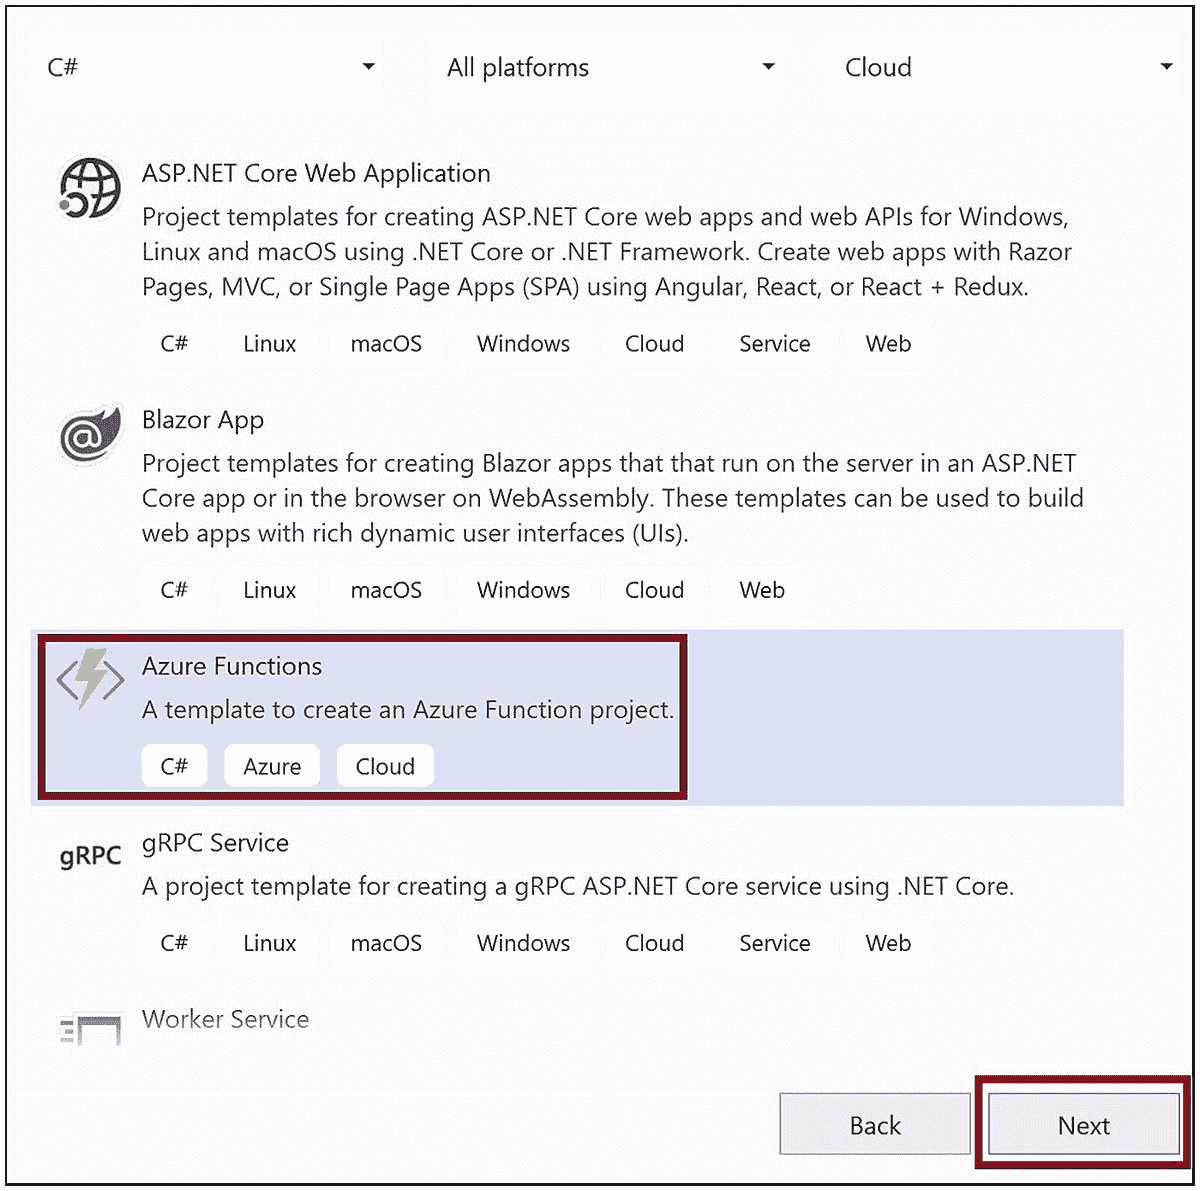 C# All platforms Cloud
ASP.NET Core Web Application
Project templates for creating ASP.NET Core web apps and web APIs for Windows,
Linux and macOS using .NET Core or .NET Framework. Create web apps with Razor
Pages, MVC, or Single Page Apps (SPA) using Angular, React, or React + Redux.
C# Linux macOS Windows Cloud Service Web
@
Blazor App
Project templates for creating Blazor apps that that run on the server in an ASP.NET
Core app or in the browser on WebAssembly. These templates can be used to build
web apps with rich dynamic user interfaces (UIs).
C# Linux macOS Windows Cloud Web
Azure Functions
A template to create an Azure Function project.
C# Azure Cloud
gRPC
gRPC Service
A project template for creating a gRPC ASP.NET Core service using .NET Core.
C# Linux macOS Windows Cloud Service Web
Worker Service
Back Next